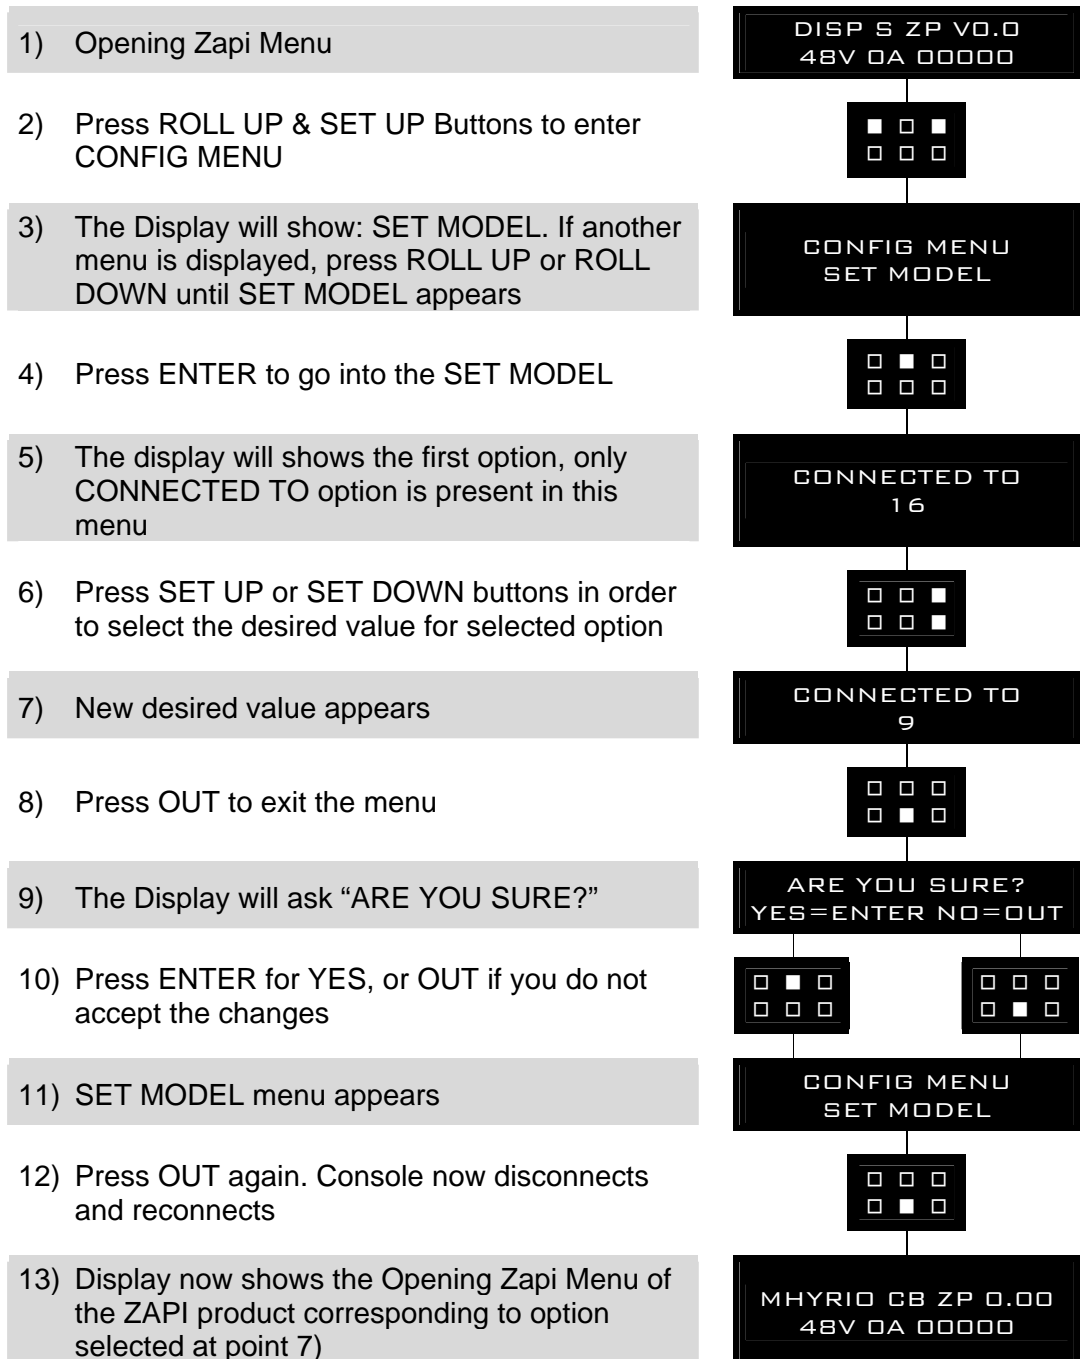 1) Opening Zapi Menu
DISP S ZP V0.0
48V 0A 00000
2) Press ROLL UP & SET UP Buttons to enter
CONFIG MENU
3) The Display will show: SET MODEL. If another
menu is displayed, press ROLL UP or ROLL
DOWN until SET MODEL appears
CONFIG MENU
SET MODEL
4) Press ENTER to go into the SET MODEL
5) The display will shows the first option, only
CONNECTED TO option is present in this
menu
CONNECTED TO
16
6) Press SET UP or SET DOWN buttons in order
to select the desired value for selected option
7) New desired value appears
CONNECTED TO
9
8) Press OUT to exit the menu
9) The Display will ask “ARE YOU SURE?”
ARE YOU SURE?
YES=ENTER NO=OUT
10) Press ENTER for YES, or OUT if you do not
accept the changes
11) SET MODEL menu appears
CONFIG MENU
SET MODEL
12) Press OUT again. Console now disconnects
and reconnects
13) Display now shows the Opening Zapi Menu of
the ZAPI product corresponding to option
selected at point 7)
MHYRIO CB ZP 0.00
48V 0A 00000